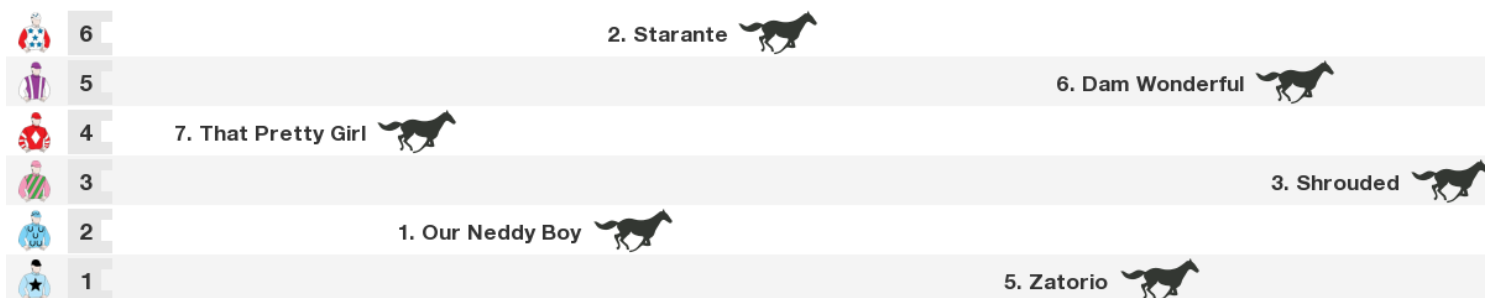 6 2. Starante
5 6. Dam Wonderful
4 7. That Pretty Girl
3 3. Shrouded
2 1. Our Neddy Boy
1 5. Zatorio